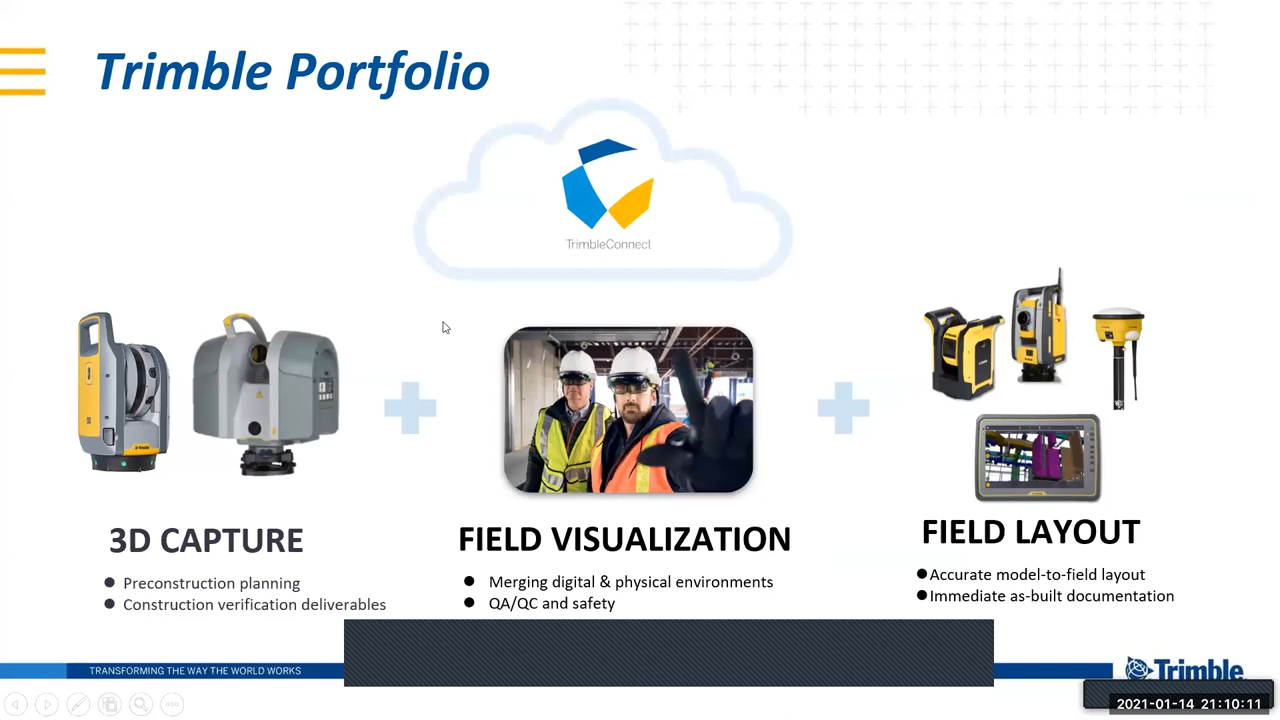 Trimble Portfolio
TrimbleConnect
3D CAPTURE
Preconstruction planning
Construction verification deliverables
FIELD VISUALIZATION
Merging digital & physical environments
QA/QC and safety
FIELD LAYOUT
Accurate model-to-field layout
Immediate as-built documentation
TRANSFORMING THE WAY THE WORLD WORKS
Trimble
2021-01-14 21:10:11